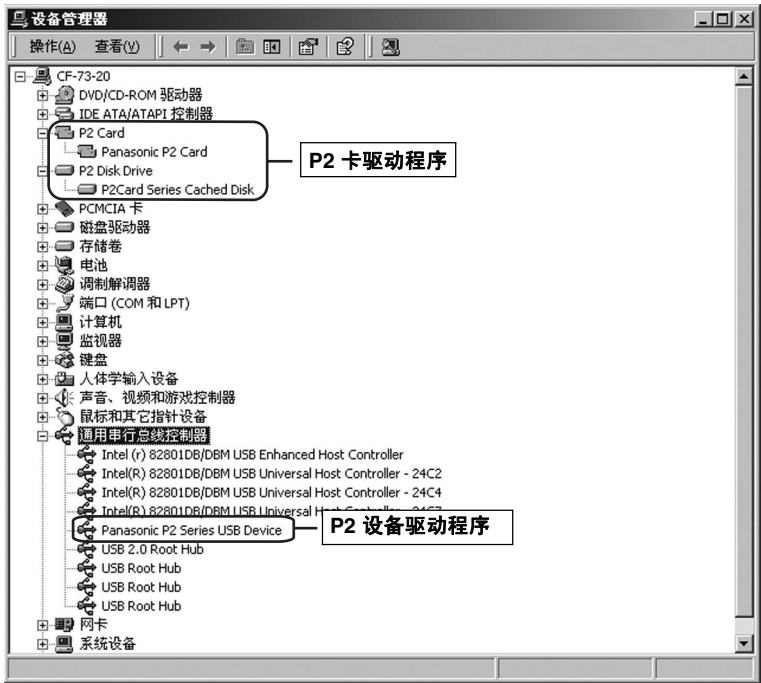 设备管理器
操作(A) 查看(V)
CF-73-20
DVD/CD-ROM 驱动器
IDE ATA/ATAPI 控制器
P2 Card
Panasonic P2 Card
P2 卡驱动程序
P2 Disk Drive
P2Card Series Cached Disk
PCMCIA 卡
磁盘驱动器
存储卷
电池
调制解调器
端口 (COM 和 LPT)
计算机
监视器
键盘
人体学输入设备
声音、视频和游戏控制器
鼠标和其它指针设备
通用串行总线控制器
Intel (r) 82801DB/DBM USB Enhanced Host Controller
Intel(R) 82801DB/DBM USB Universal Host Controller - 24C2
Intel(R) 82801DB/DBM USB Universal Host Controller - 24C4
Intel(R) 82801DB/DBM USB Universal Host Controller - 24C7
Panasonic P2 Series USB Device
P2 设备驱动程序
USB 2.0 Root Hub
USB Root Hub
USB Root Hub
USB Root Hub
网卡
系统设备